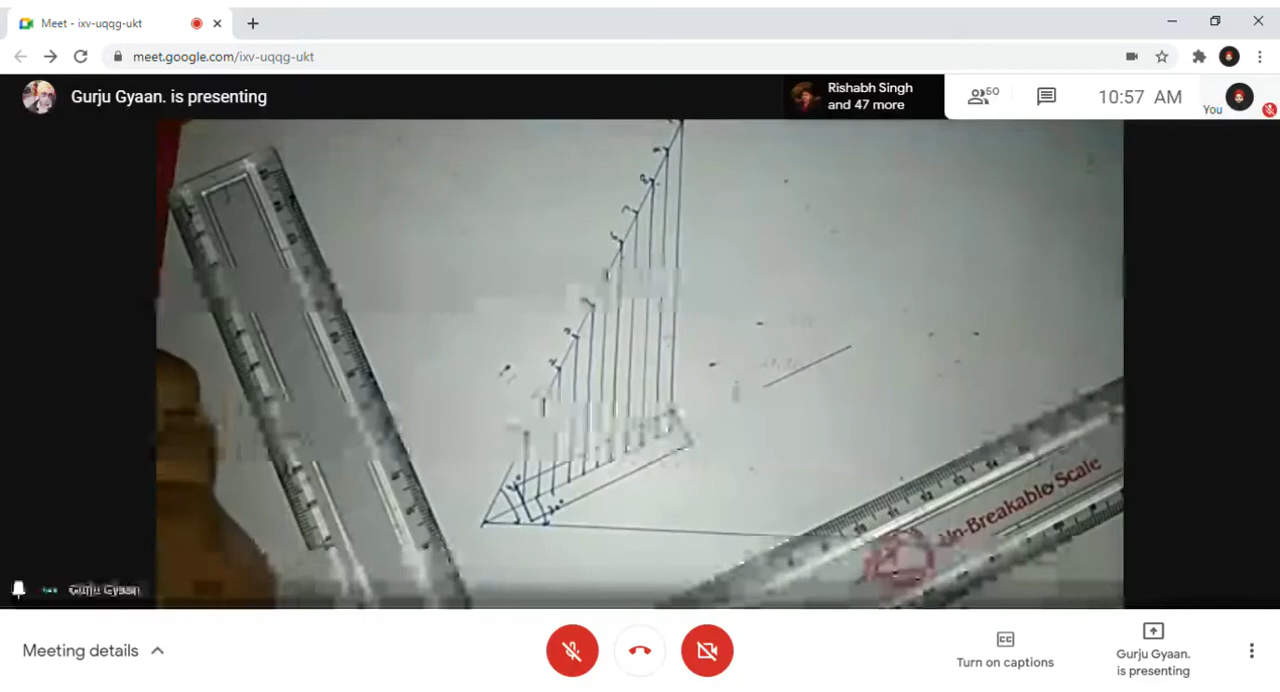 Meet - ixv-uqqg-ukt
meet.google.com/ixv-uqqg-ukt
Gurju Gyaan. is presenting
Rishabh Singh
and 47 more
50
10:57 AM
You
Un-Breakable Scale
Gurju Gyaan
Meeting details
Turn on captions
Gurju Gyaan.
is presenting